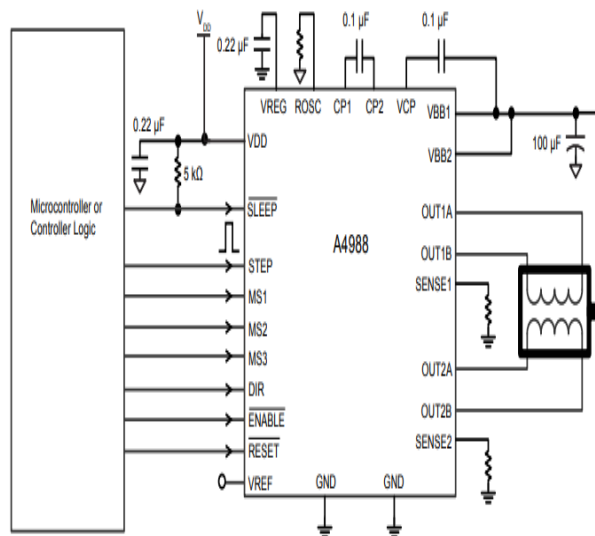 V_DD
0.22 µF
0.1 µF
0.1 µF
VREG
ROSC
CP1
CP2
VCP
VBB1
0.22 µF
VDD
5 kΩ
VBB2
100 µF
Microcontroller or
Controller Logic
SLEEP
OUT1A
A4988
OUT1B
STEP
SENSE1
MS1
MS2
MS3
OUT2A
DIR
OUT2B
ENABLE
SENSE2
RESET
VREF
GND
GND